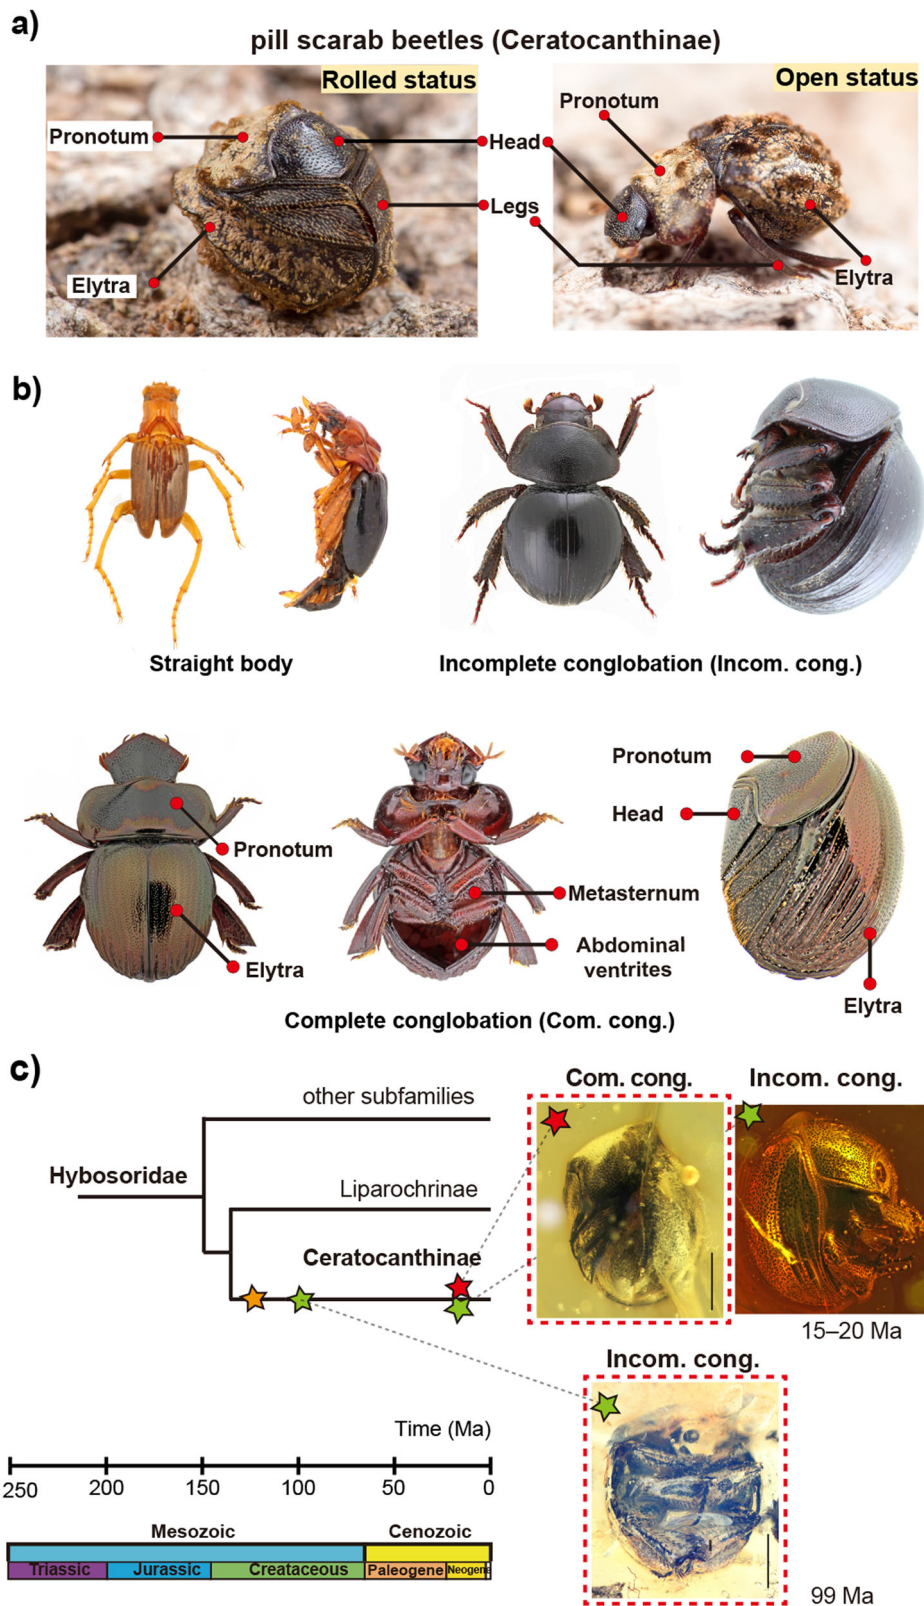 a)
pill scarab beetles (Ceratocanthinae)
Rolled status
Open status
Pronotum
Pronotum
Head
Legs
Elytra
Elytra
b)
Straight body
Incomplete conglobation (Incom. cong.)
Pronotum
Head
Pronotum
Metasternum
Abdominal
ventrites
Elytra
Elytra
Complete conglobation (Com. cong.)
c)
Com. cong.
Incom. cong.
other subfamilies
Hybosoridae
Liparochrinae
Ceratocanthinae
15–20 Ma
Incom. cong.
Time (Ma)
250 200 150 100 50 0
Mesozoic Cenozoic
Triassic Jurassic Creataceous Paleogene Neogene
99 Ma